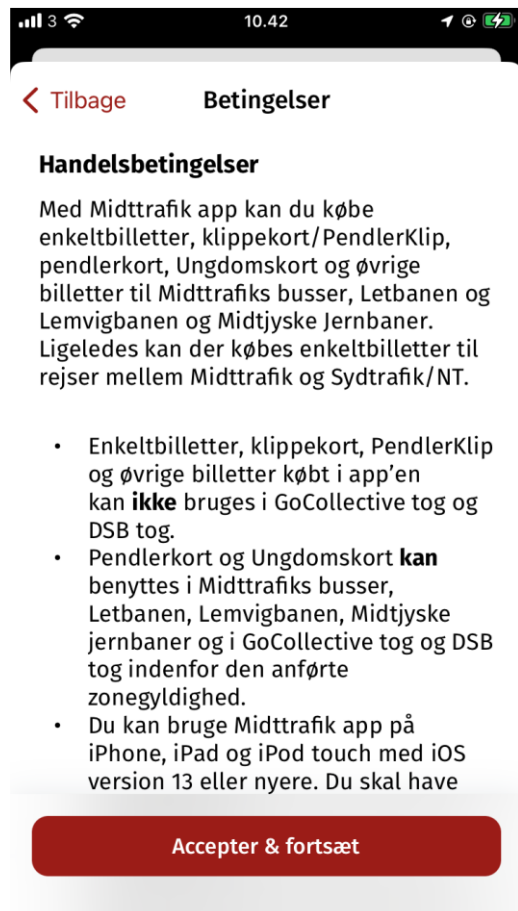 3 10.42
Tilbage Betingelser
Handelsbetingelser
Med Midttrafik app kan du købe
enkeltbilletter, klippekort/PendlerKlip,
pendlerkort, Ungdomskort og øvrige
billetter til Midttrafiks busser, Letbanen og
Lemvigbanen og Midtjyske Jernbaner.
Ligeledes kan der købes enkeltbilletter til
rejser mellem Midttrafik og Sydtrafik/NT.
• Enkeltbilletter, klippekort, PendlerKlip
og øvrige billetter købt i app’en
kan ikke bruges i GoCollective tog og
DSB tog.
• Pendlerkort og Ungdomskort kan
benyttes i Midttrafiks busser,
Letbanen, Lemvigbanen, Midtjyske
jernbaner og i GoCollective tog og DSB
tog indenfor den anførte
zonegyldighed.
• Du kan bruge Midttrafik app på
iPhone, iPad og iPod touch med iOS
version 13 eller nyere. Du skal have
Accepter & fortsæt